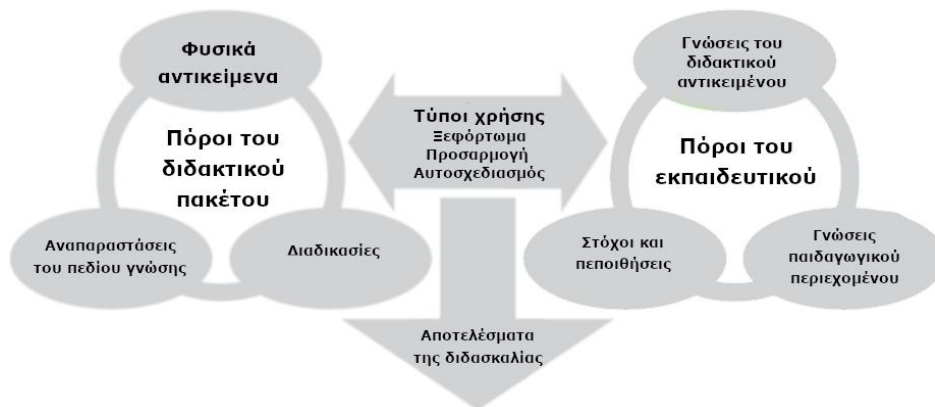 Φυσικά
αντικείμενα
Πόροι του
διδακτικού
πακέτου
Αναπαραστάσεις
του πεδίου γνώσης
Διαδικασίες
Τύποι χρήσης
Ξεφόρτωμα
Προσαρμογή
Αυτοσχεδιασμός
Αποτελέσματα
της διδασκαλίας
Γνώσεις του
διδακτικού
αντικειμένου
Πόροι του
εκπαιδευτικού
Στόχοι και
πεποιθήσεις
Γνώσεις
παιδαγωγικού
περιεχομένου